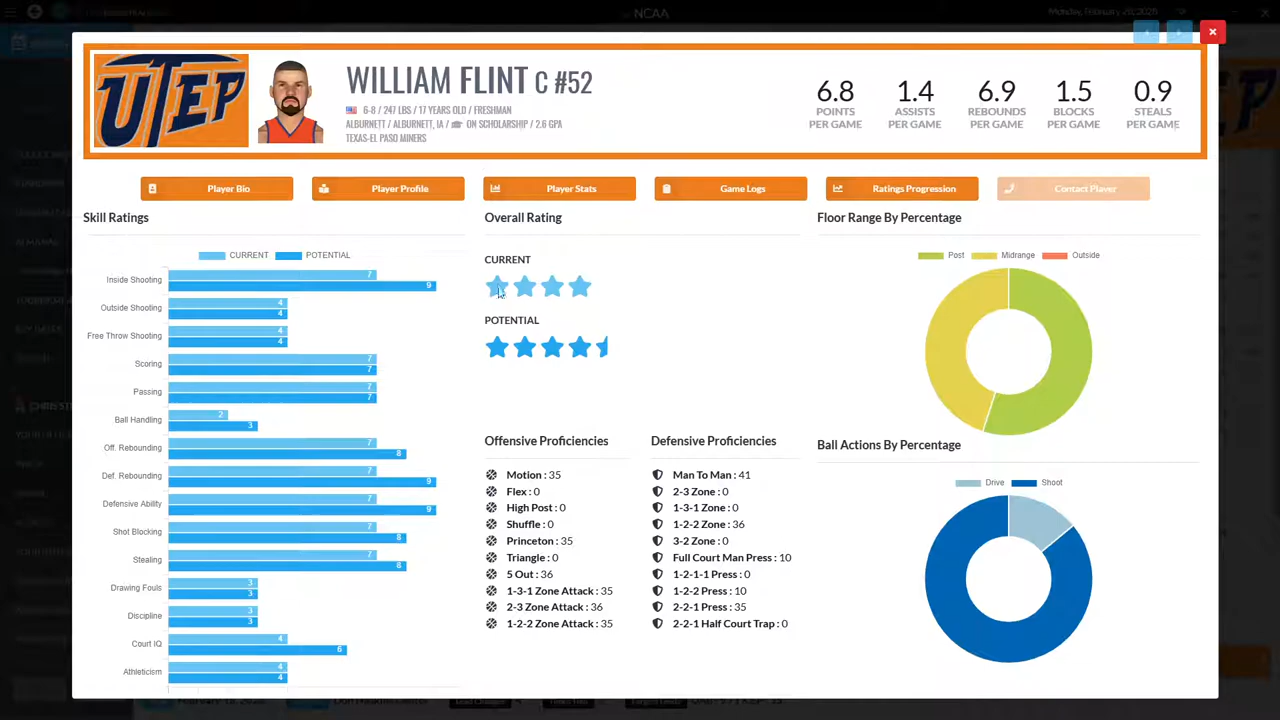 NCAA
UTEP
WILLIAM FLINT C #52
6-8 / 247 LBS / 17 YEARS OLD / FRESHMAN
ALBURNETT / ALBURNETT, IA / ON SCHOLARSHIP / 2.6 GPA
TEXAS-EL PASO MINERS
6.8 1.4 6.9 1.5 0.9
POINTS ASSISTS REBOUNDS BLOCKS STEALS
PER GAME PER GAME PER GAME PER GAME PER GAME
Player Bio Player Profile Player Stats Game Logs Ratings Progression Contact Player
Skill Ratings
CURRENT POTENTIAL
Inside Shooting 7 9
Outside Shooting 4 4
Free Throw Shooting 4 4
Scoring 7 7
Passing 7 7
Ball Handling 2 3
Off. Rebounding 7 8
Def. Rebounding 7 9
Defensive Ability 7 9
Shot Blocking 7 8
Stealing 7 8
Drawing Fouls 3 3
Discipline 3 3
Court IQ 4 6
Athleticism 4 4
Overall Rating
CURRENT
POTENTIAL
Offensive Proficiencies
Motion : 35
Flex : 0
High Post : 0
Shuffle : 0
Princeton : 35
Triangle : 0
5 Out : 36
1-3-1 Zone Attack : 35
2-3 Zone Attack : 36
1-2-2 Zone Attack : 35
Defensive Proficiencies
Man To Man : 41
2-3 Zone : 0
1-3-1 Zone : 0
1-2-2 Zone : 36
3-2 Zone : 0
Full Court Man Press : 10
1-2-1-1 Press : 0
1-2-2 Press : 10
2-2-1 Press : 35
2-2-1 Half Court Trap : 0
Floor Range By Percentage
Post Midrange Outside
Ball Actions By Percentage
Drive Shoot